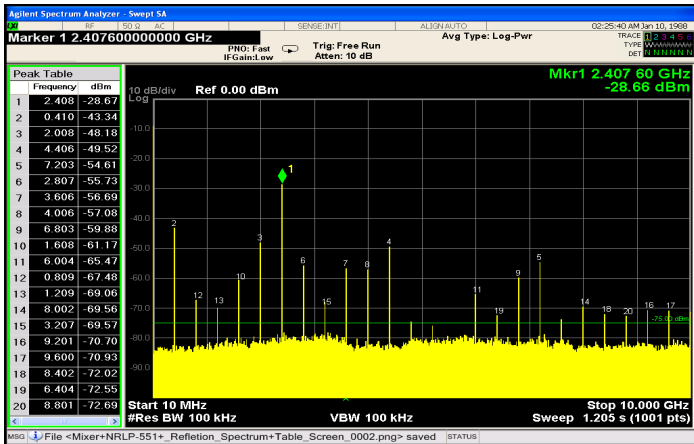 Agilent Spectrum Analyzer - Swept SA
RF 50 Ω AC SENSE:INT ALIGN AUTO 02:25:40 AM Jan 10, 1988
Marker 1 2.407600000000 GHz
PNO: Fast
IFGain:Low
Trig: Free Run
Atten: 10 dB
Avg Type: Log-Pwr
TRACE 1 2 3 4 5 6
TYPE
DET N N N N N N
Peak Table
Frequency dBm
1 2.408 -28.67
2 0.410 -43.34
3 2.008 -48.18
4 4.406 -49.52
5 7.203 -54.61
6 2.807 -55.73
7 3.606 -56.69
8 4.006 -57.08
9 6.803 -59.88
10 1.608 -61.17
11 6.004 -65.47
12 0.809 -67.48
13 1.209 -69.06
14 8.002 -69.56
15 3.207 -69.57
16 9.201 -70.70
17 9.600 -70.93
18 8.402 -72.02
19 6.404 -72.55
20 8.801 -72.69
Mkr1 2.407 60 GHz
-28.66 dBm
10 dB/div Ref 0.00 dBm
Log
-10.0
-20.0
-30.0
-40.0
-50.0
-60.0
-70.0
-80.0
-90.0
1
2
3
4
5
6
7
8
9
10
11
12
13
14
15
16
17
18
19
20
-75.00 dBm
Start 10 MHz Stop 10.000 GHz
#Res BW 100 kHz VBW 100 kHz Sweep 1.205 s (1001 pts)
MSG File <Mixer+NRLP-551+_Refletion_Spectrum+Table_Screen_0002.png> saved STATUS